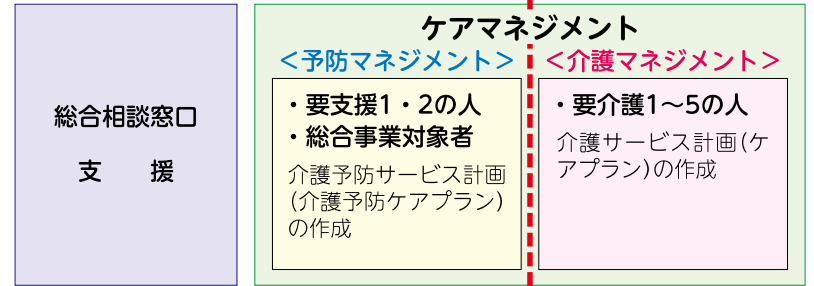 総合相談窓口
支　　援
ケアマネジメント
＜予防マネジメント＞
・要支援1・2の人
・総合事業対象者
介護予防サービス計画
(介護予防ケアプラン)
の作成
＜介護マネジメント＞
・要介護1～5の人
介護サービス計画(ケ
アプラン)の作成